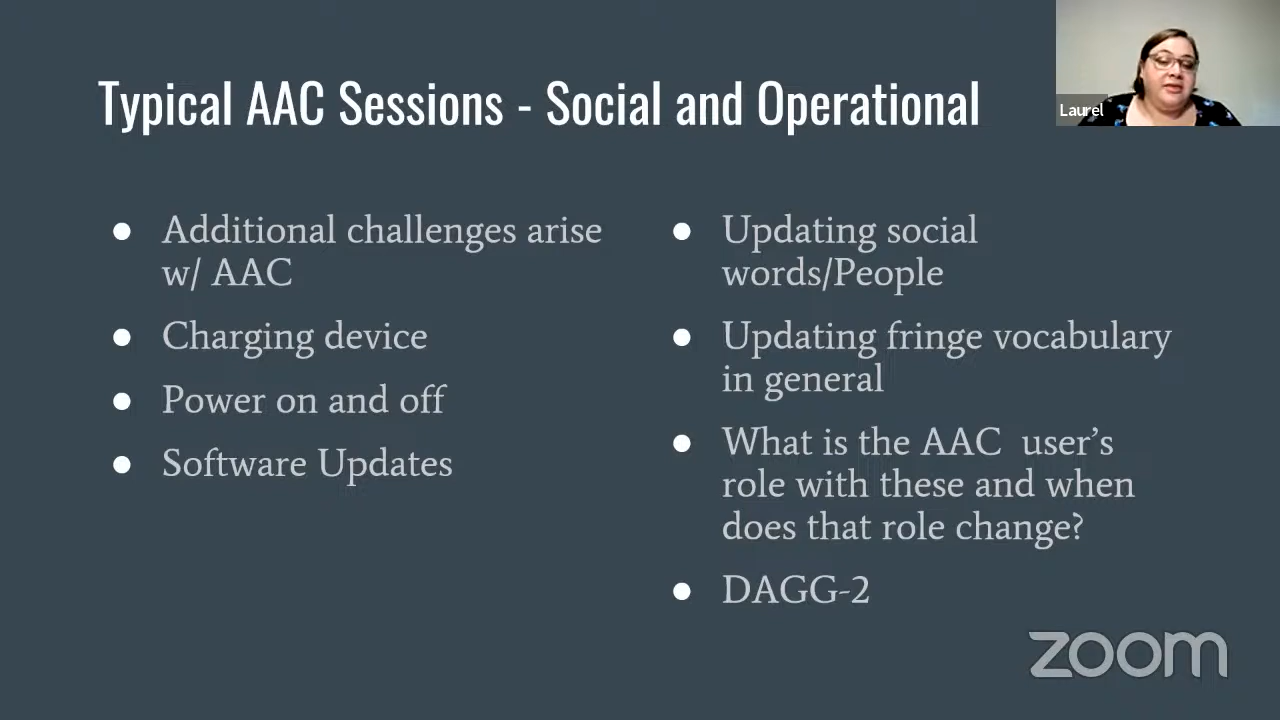 Typical AAC Sessions - Social and Operational
Laurel
● Additional challenges arise
w/ AAC
● Charging device
● Power on and off
● Software Updates
● Updating social
words/People
● Updating fringe vocabulary
in general
● What is the AAC  user’s
role with these and when
does that role change?
● DAGG-2
zoom